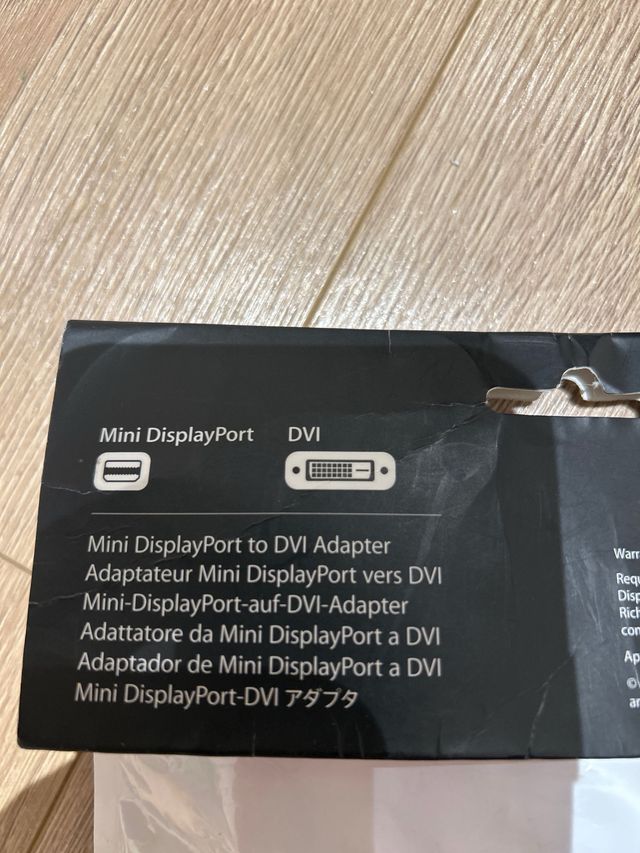 Mini DisplayPort DVI
Mini DisplayPort to DVI Adapter
Adaptateur Mini DisplayPort vers DVI
Mini-DisplayPort-auf-DVI-Adapter
Adattatore da Mini DisplayPort a DVI
Adaptador de Mini DisplayPort a DVI
Mini DisplayPort-DVI アダプタ